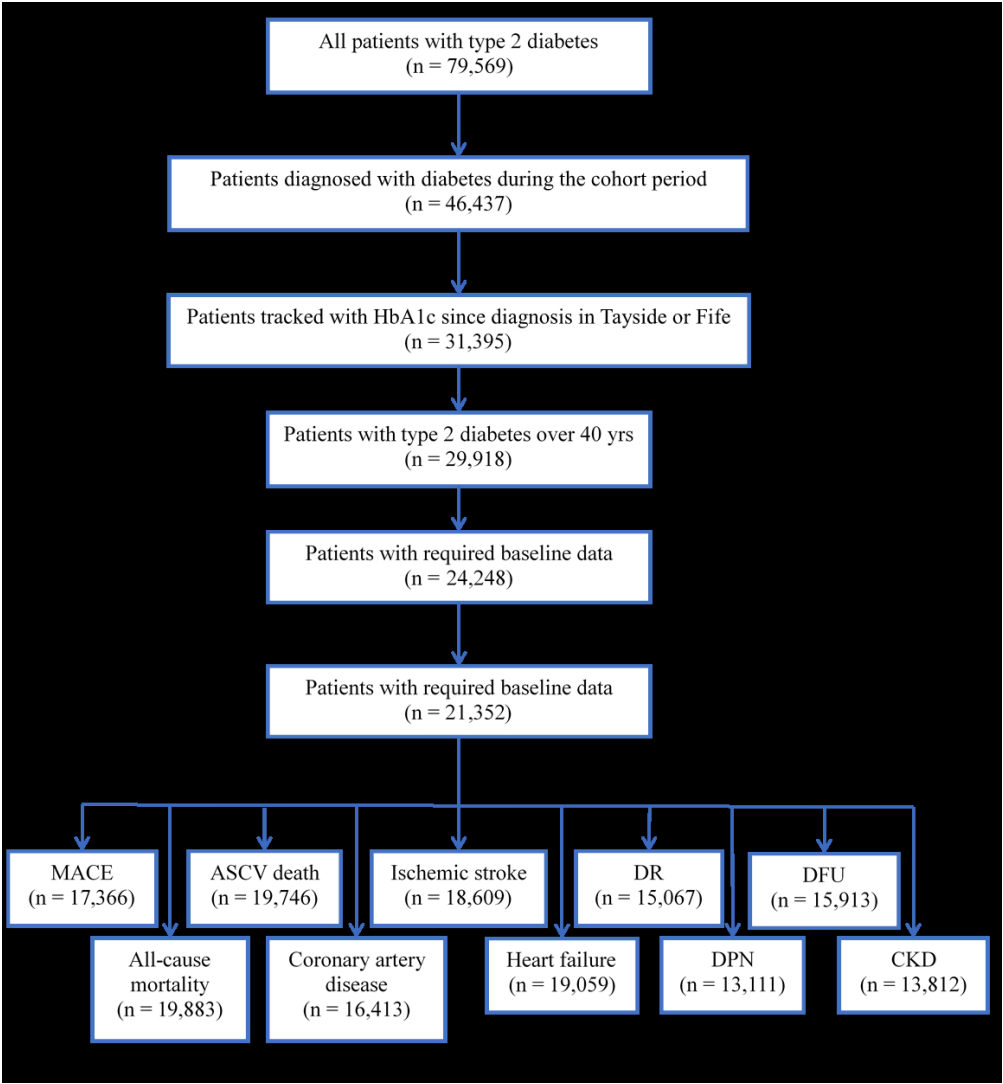 All patients with type 2 diabetes
(n = 79,569)
Patients diagnosed with diabetes during the cohort period
(n = 46,437)
Patients tracked with HbA1c since diagnosis in Tayside or Fife
(n = 31,395)
Patients with type 2 diabetes over 40 yrs
(n = 29,918)
Patients with required baseline data
(n = 24,248)
Patients with required baseline data
(n = 21,352)
MACE
(n = 17,366)
ASCV death
(n = 19,746)
Ischemic stroke
(n = 18,609)
DR
(n = 15,067)
DFU
(n = 15,913)
All-cause
mortality
(n = 19,883)
Coronary artery
disease
(n = 16,413)
Heart failure
(n = 19,059)
DPN
(n = 13,111)
CKD
(n = 13,812)